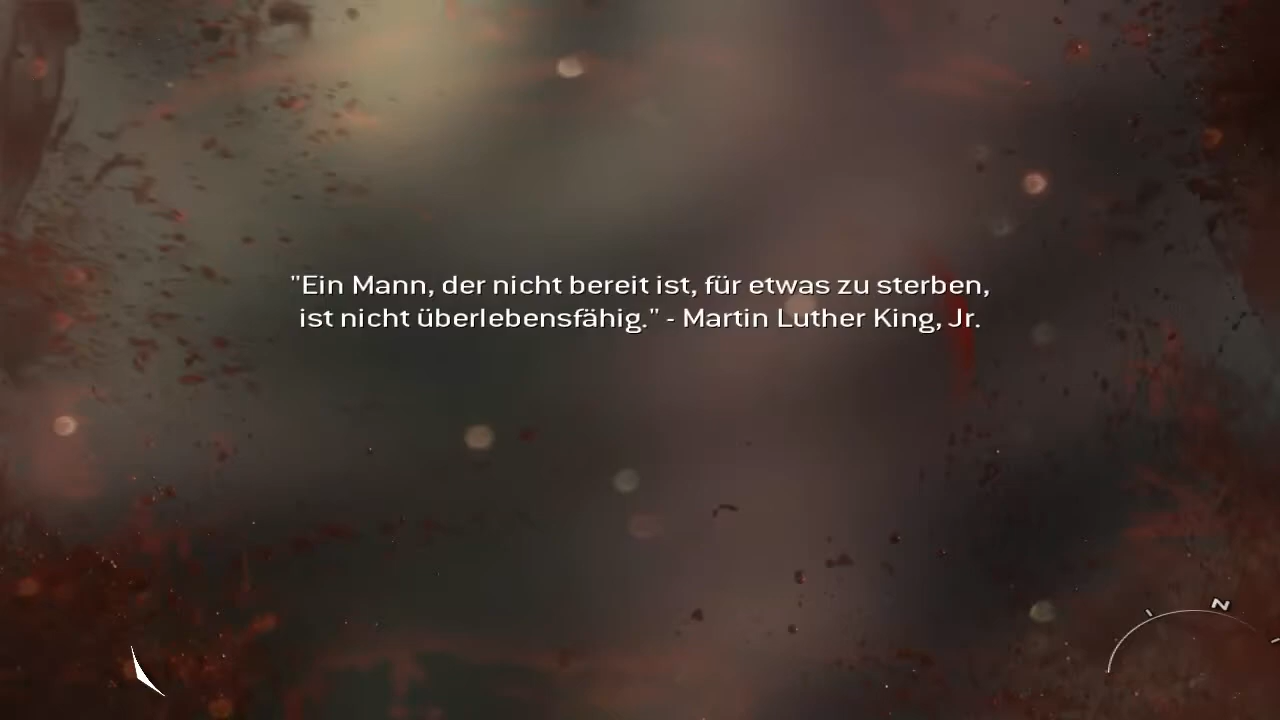 "Ein Mann, der nicht bereit ist, für etwas zu sterben,
ist nicht überlebensfähig." - Martin Luther King, Jr.
N